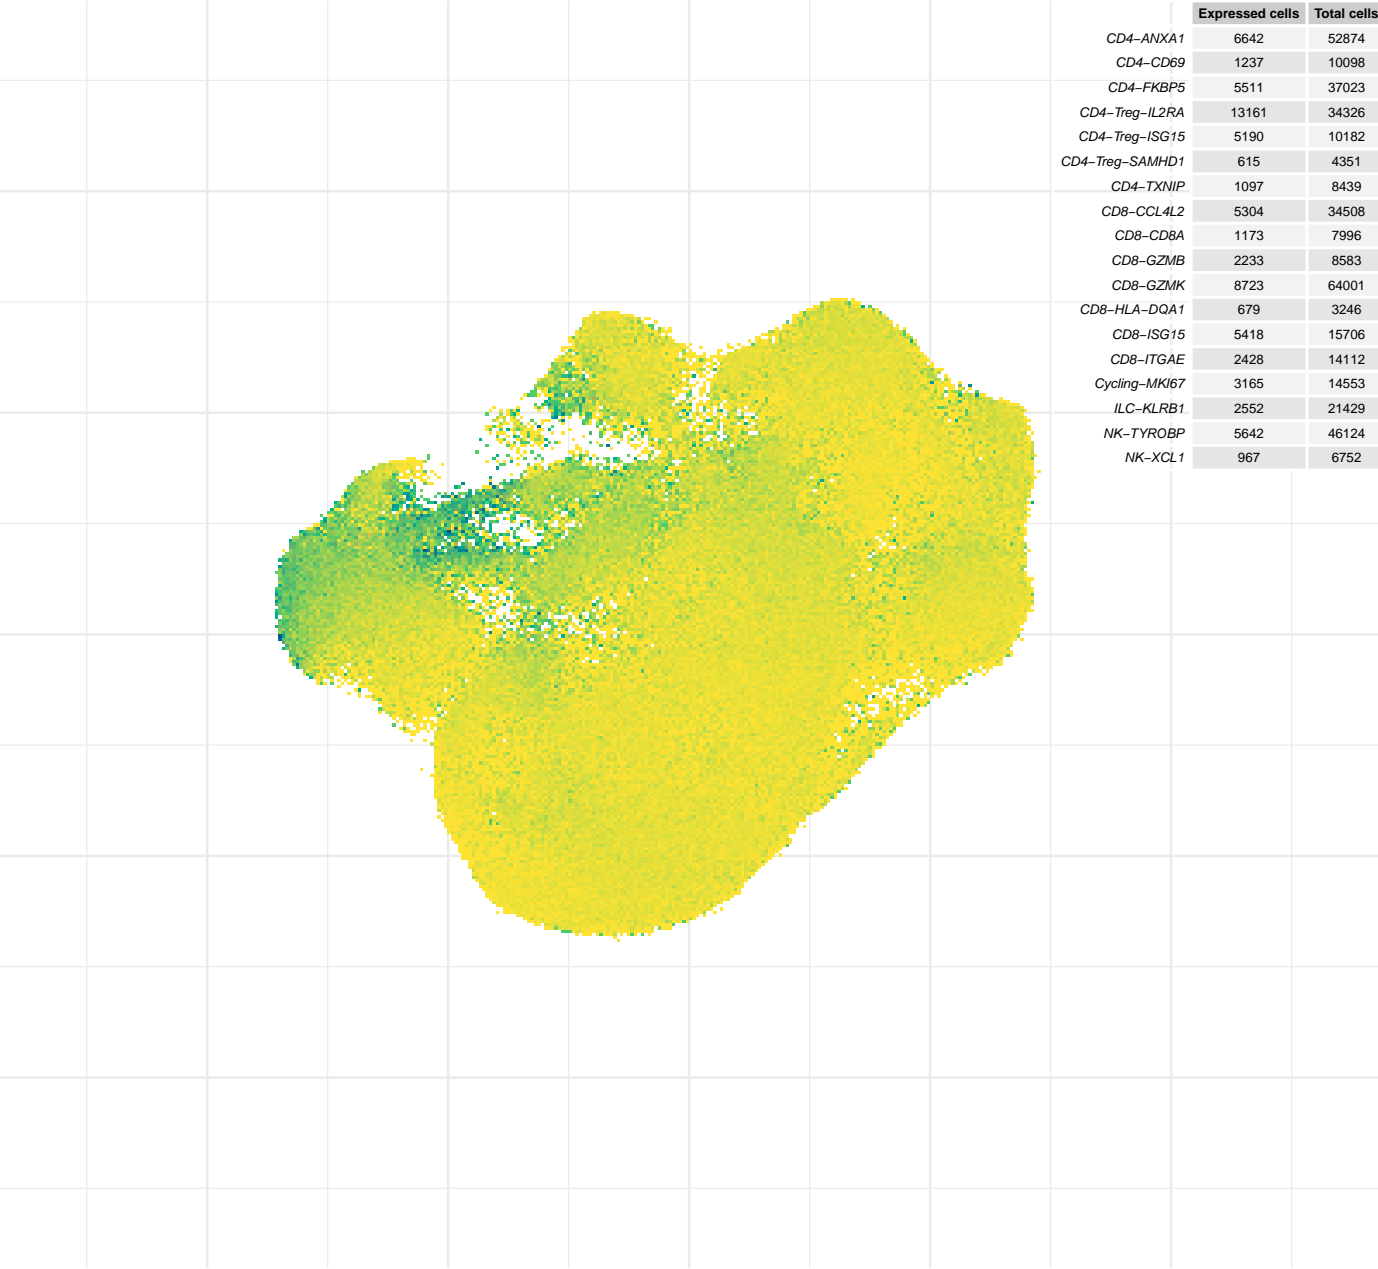 Expressed cells Total cells
CD4−ANXA1 6642 52874
CD4−CD69 1237 10098
CD4−FKBP5 5511 37023
CD4−Treg−IL2RA 13161 34326
CD4−Treg−ISG15 5190 10182
CD4−Treg−SAMHD1 615 4351
CD4−TXNIP 1097 8439
CD8−CCL4L2 5304 34508
CD8−CD8A 1173 7996
CD8−GZMB 2233 8583
CD8−GZMK 8723 64001
CD8−HLA−DQA1 679 3246
CD8−ISG15 5418 15706
CD8−ITGAE 2428 14112
Cycling−MKI67 3165 14553
ILC−KLRB1 2552 21429
NK−TYROBP 5642 46124
NK−XCL1 967 6752